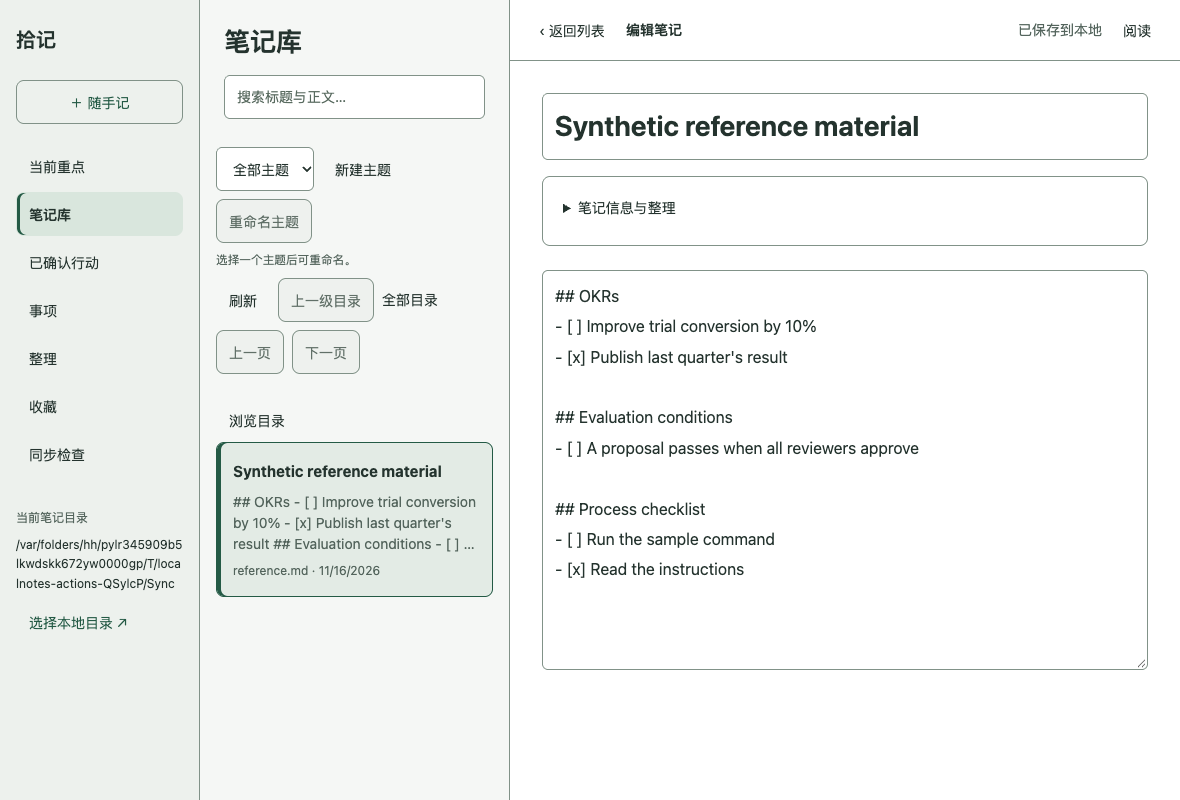 拾记
＋ 随手记
当前重点
笔记库
已确认行动
事项
整理
收藏
同步检查
当前笔记目录
/var/folders/hh/pylr345909b5
lkwdskk672yw0000gp/T/loca
lnotes-actions-QSylcP/Sync
选择本地目录 ↗
笔记库
搜索标题与正文…
全部主题
新建主题
重命名主题
选择一个主题后可重命名。
刷新
上一级目录
全部目录
上一页
下一页
浏览目录
Synthetic reference material
## OKRs - [ ] Improve trial conversion
by 10% - [x] Publish last quarter's
result ## Evaluation conditions - [ ] …
reference.md · 11/16/2026
‹ 返回列表
编辑笔记
已保存到本地
阅读
Synthetic reference material
▶ 笔记信息与整理
## OKRs
- [ ] Improve trial conversion by 10%
- [x] Publish last quarter's result
## Evaluation conditions
- [ ] A proposal passes when all reviewers approve
## Process checklist
- [ ] Run the sample command
- [x] Read the instructions